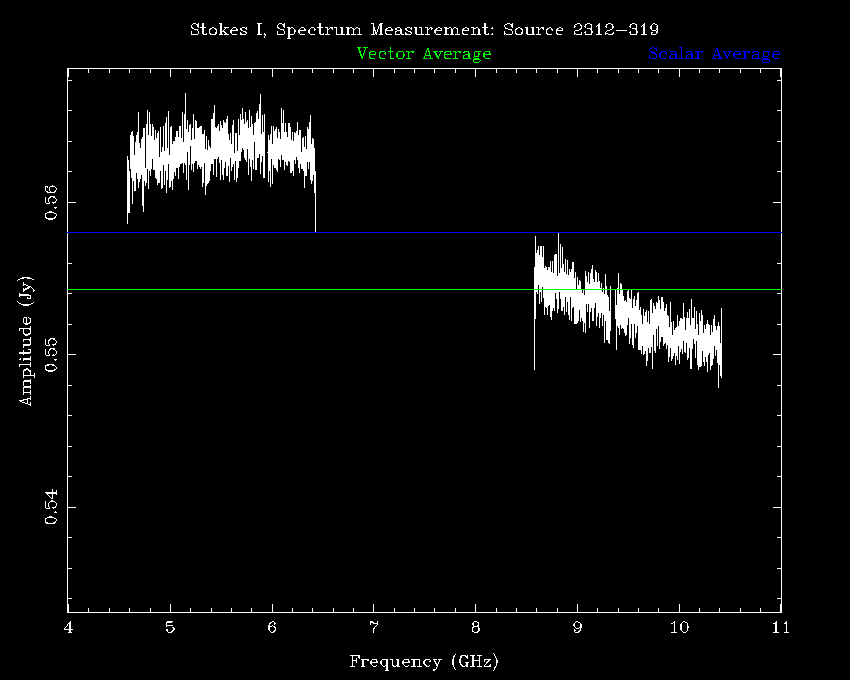 Stokes I, Spectrum Measurement: Source 2312−319
Vector Average Scalar Average
0.56
0.55
0.54
Amplitude (Jy)
4 5 6 7 8 9 10 11
Frequency (GHz)